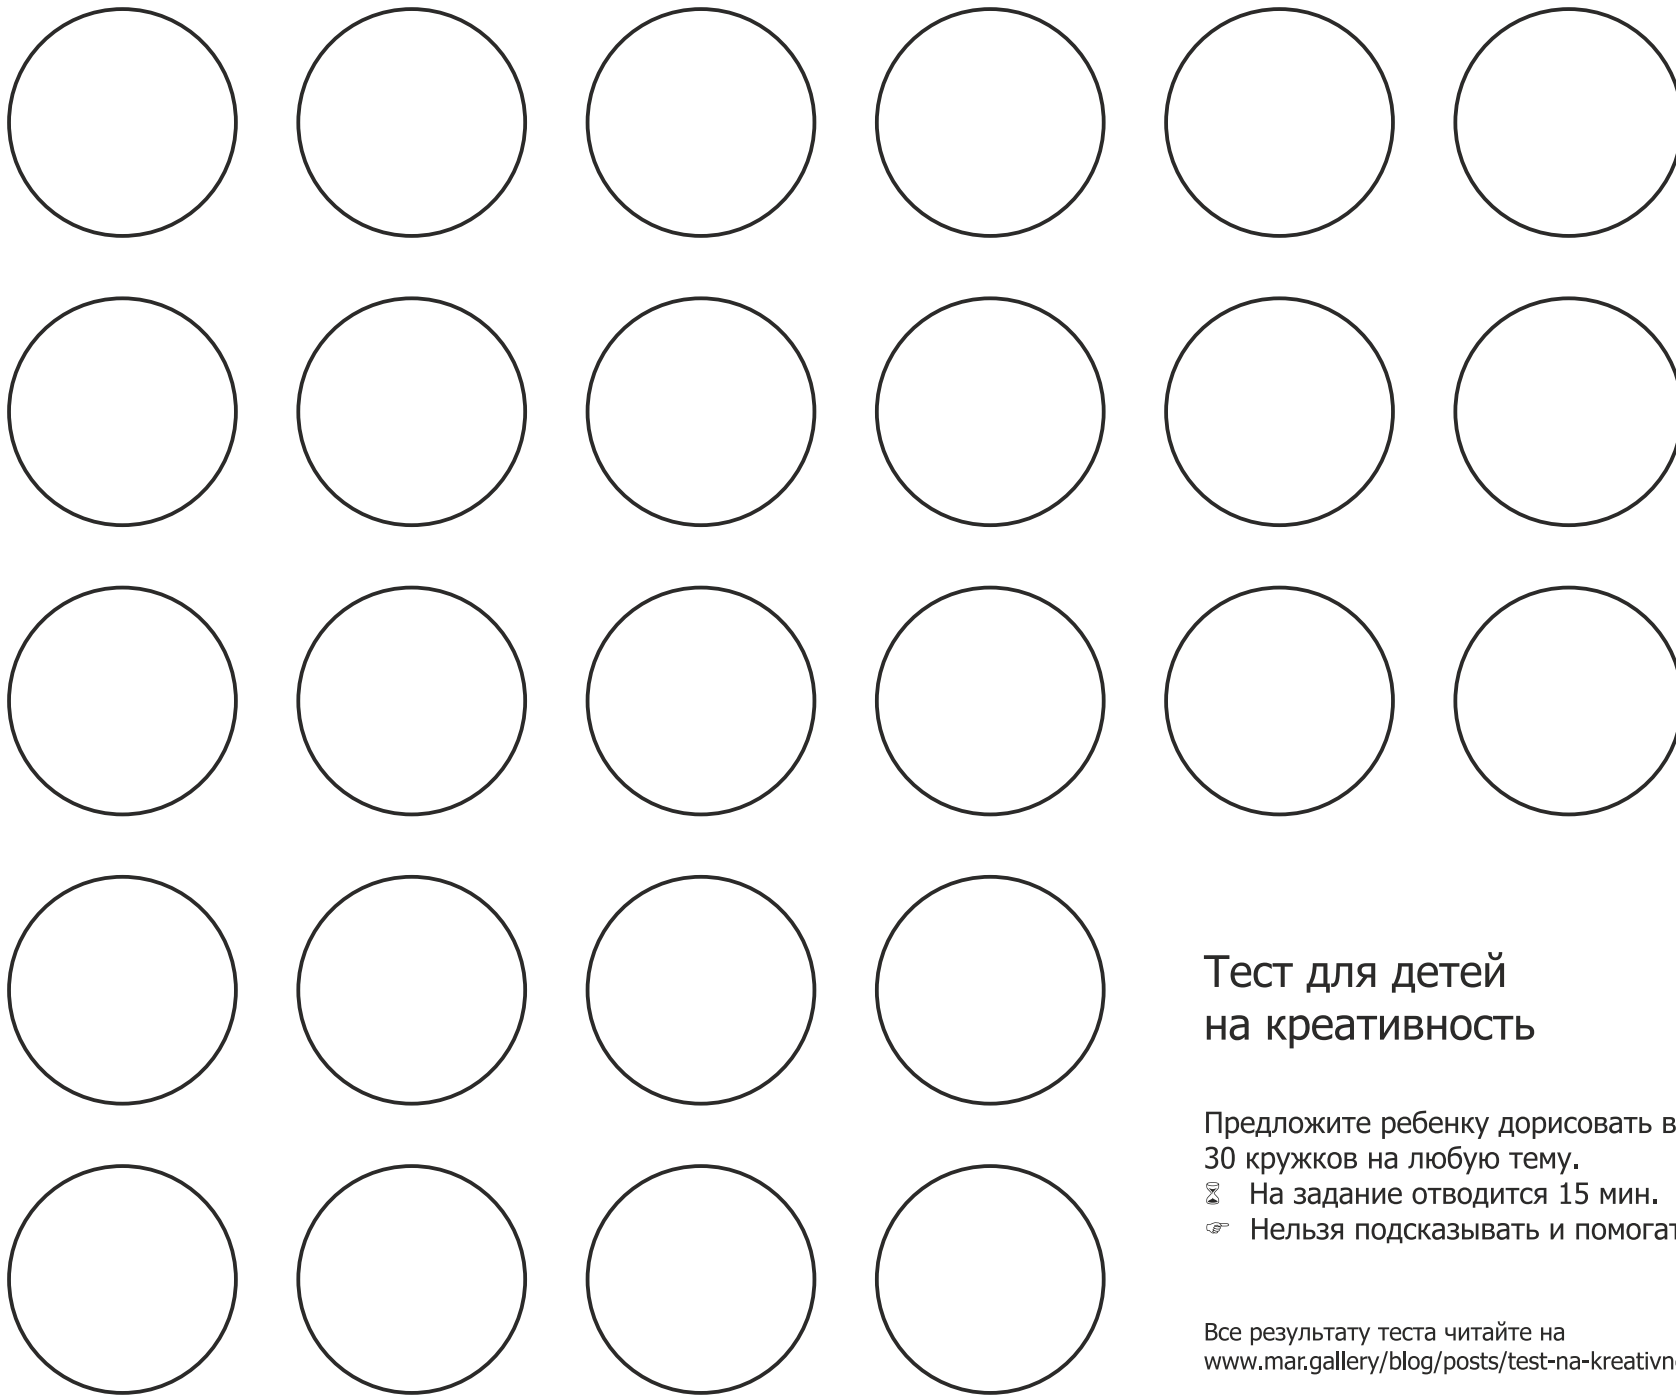 Тест для детей
на креативность
Предложите ребенку дорисовать в
30 кружков на любую тему.
⌛ На задание отводится 15 мин.
☞ Нельзя подсказывать и помогат
Все результату теста читайте на
www.mar.gallery/blog/posts/test-na-kreativn